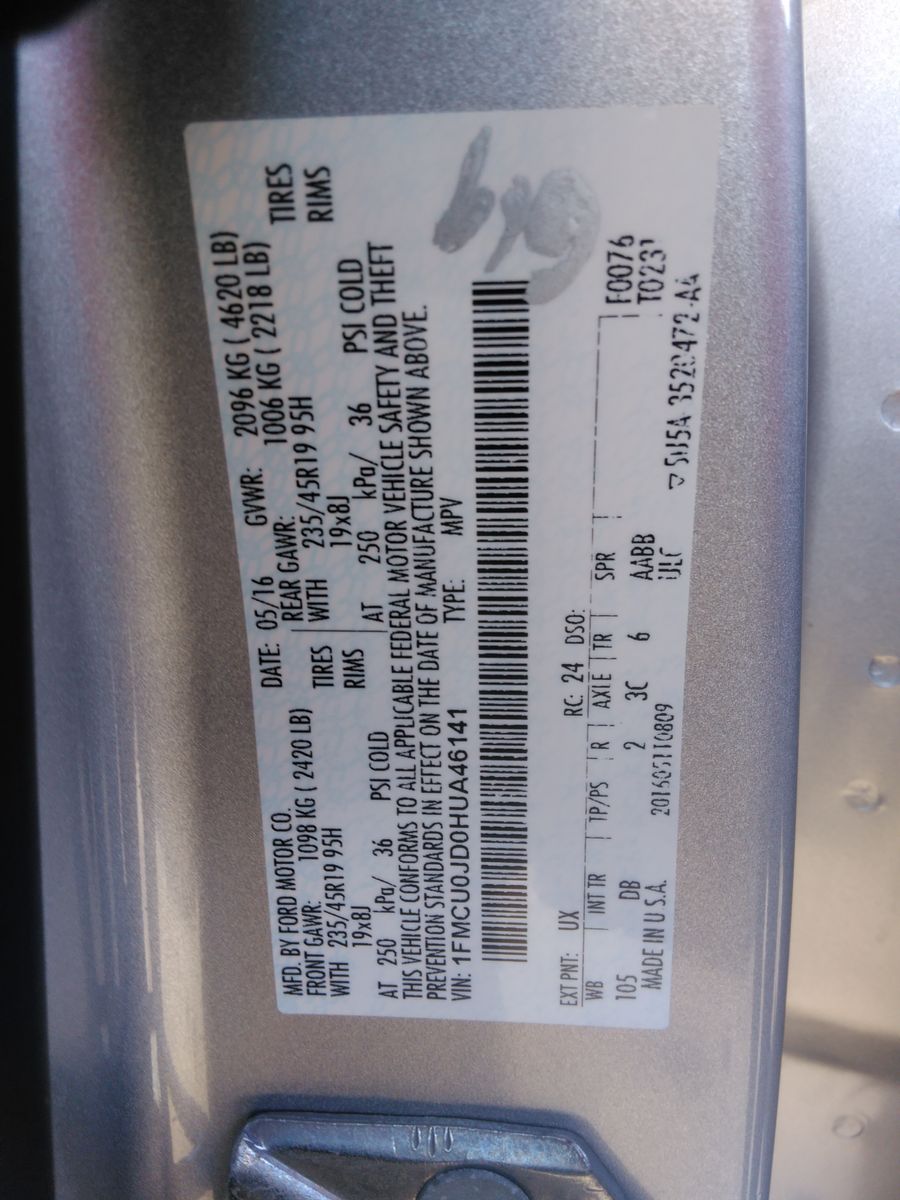 MFD. BY FORD MOTOR CO. DATE: 05/16 GVWR: 2096 KG ( 4620 LB)
FRONT GAWR: 1098 KG ( 2420 LB) REAR GAWR: 1006 KG ( 2218 LB)
WITH 235/45R19 95H TIRES WITH 235/45R19 95H TIRES
19x8J RIMS 19x8J RIMS
AT 250 kPa/ 36 PSI COLD AT 250 kPa/ 36 PSI COLD
THIS VEHICLE CONFORMS TO ALL APPLICABLE FEDERAL MOTOR VEHICLE SAFETY AND THEFT
PREVENTION STANDARDS IN EFFECT ON THE DATE OF MANUFACTURE SHOWN ABOVE.
VIN: 1FMCU0JD0HUA46141 TYPE: MPV
EXT PNT: UX RC: 24 DSO: F0076
WB INT TR TP/PS R AXLE TR SPR T0231
105 DB 2 3C 6 AABB
MADE IN U.S.A. 201605110809 3520472-AA